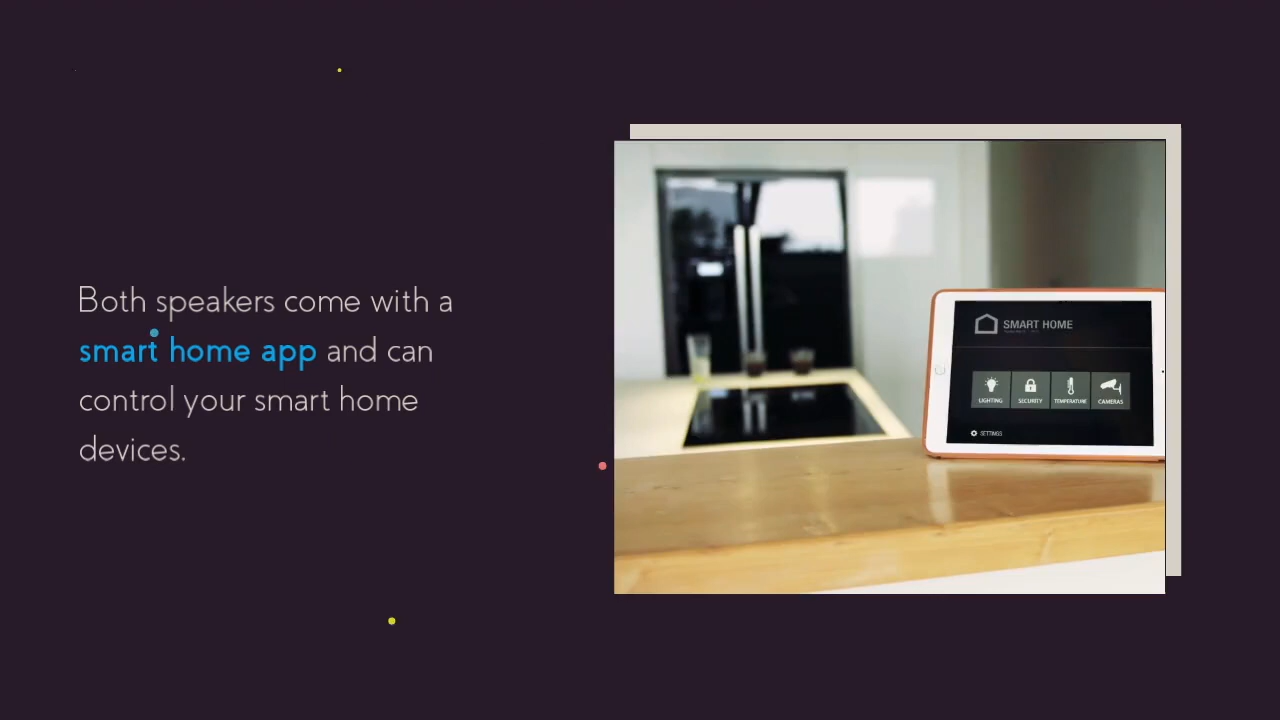 Both speakers come with a
smart home app and can
control your smart home
devices.
SMART HOME
LIGHTING SECURITY TEMPERATURE CAMERAS
SETTINGS